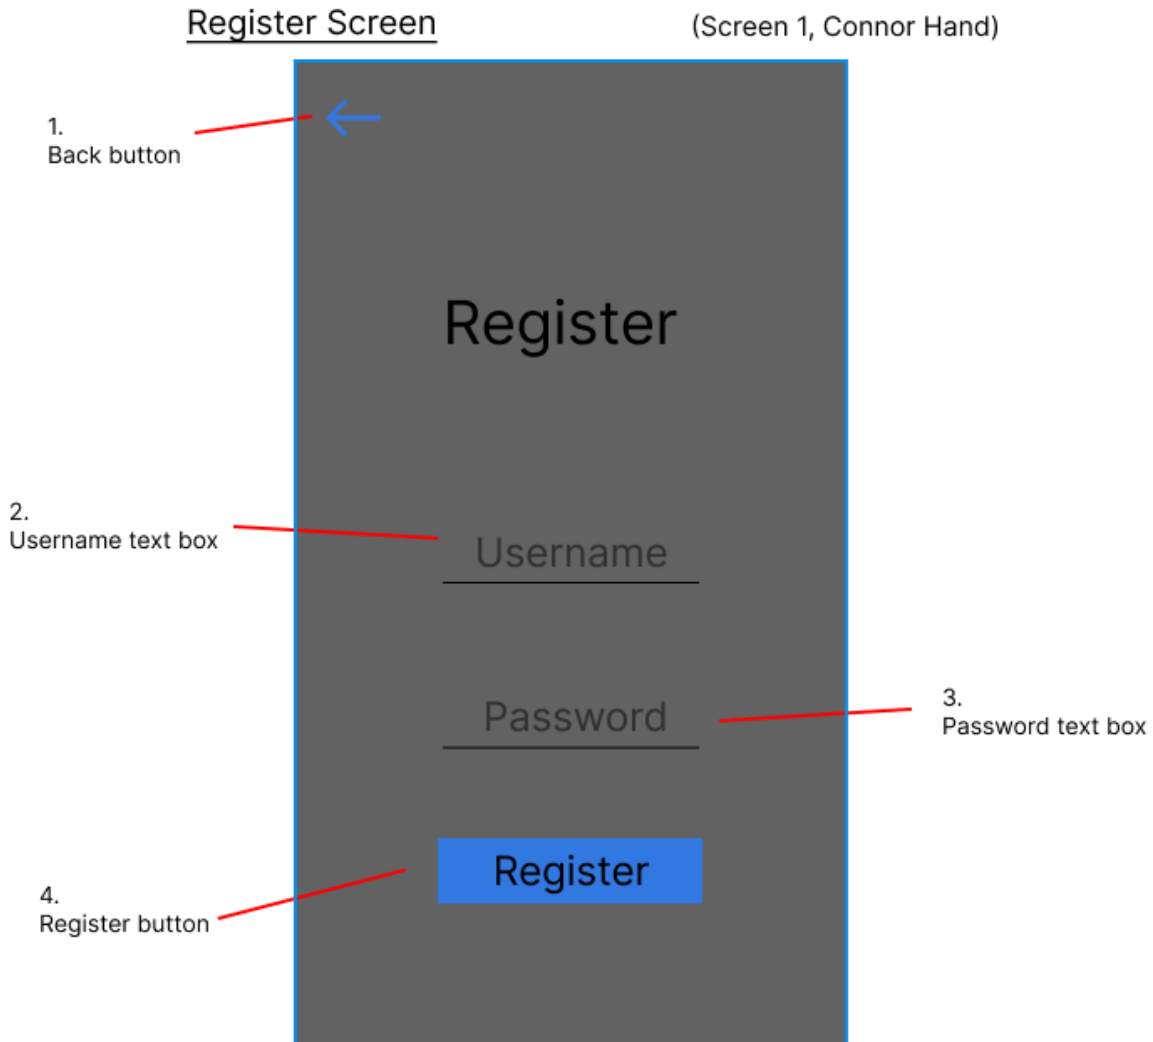 Register Screen
(Screen 1, Connor Hand)
1.
Back button
Register
2.
Username text box
Username
3.
Password text box
Password
Register
4.
Register button